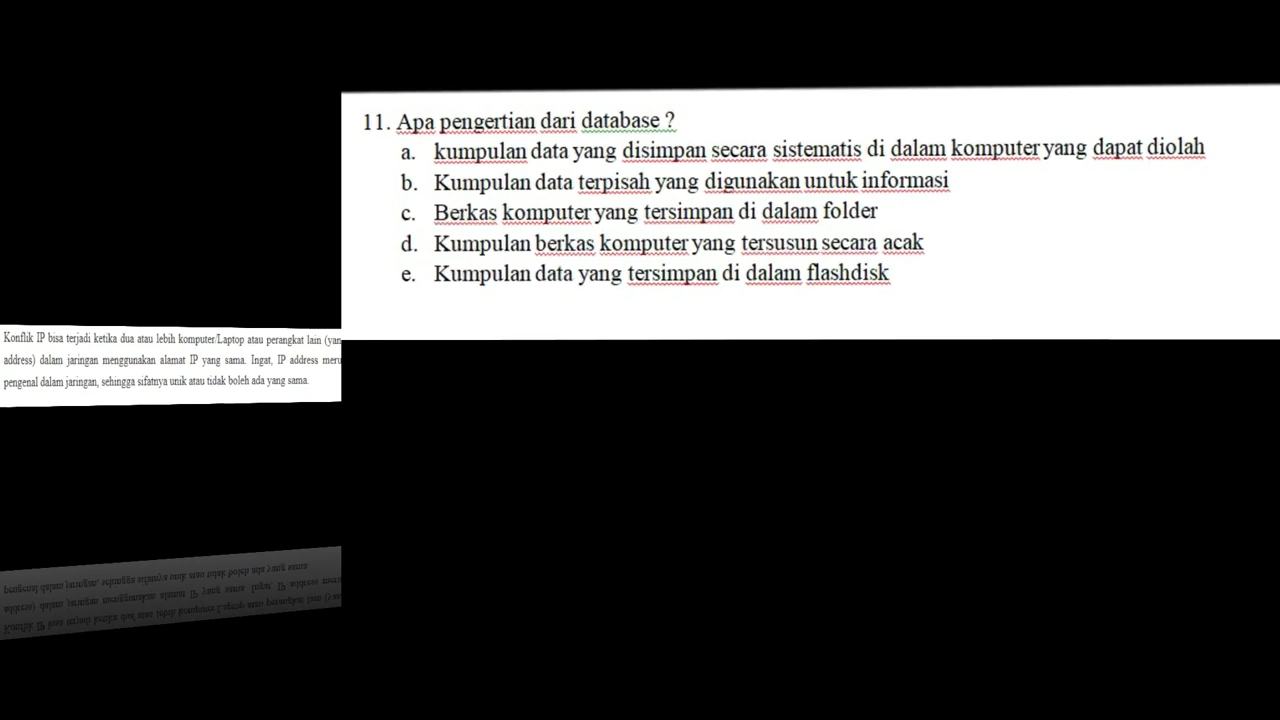 11. Apa pengertian dari database ?
a. kumpulan data yang disimpan secara sistematis di dalam komputer yang dapat diolah
b. Kumpulan data terpisah yang digunakan untuk informasi
c. Berkas komputer yang tersimpan di dalam folder
d. Kumpulan berkas komputer yang tersusun secara acak
e. Kumpulan data yang tersimpan di dalam flashdisk
Konflik IP bisa terjadi ketika dua atau lebih komputer/Laptop atau perangkat lain
address) dalam jaringan menggunakan alamat IP yang sama. Ingat, IP address
pengenal dalam jaringan, sehingga sifatnya unik atau tidak boleh ada yang sama.